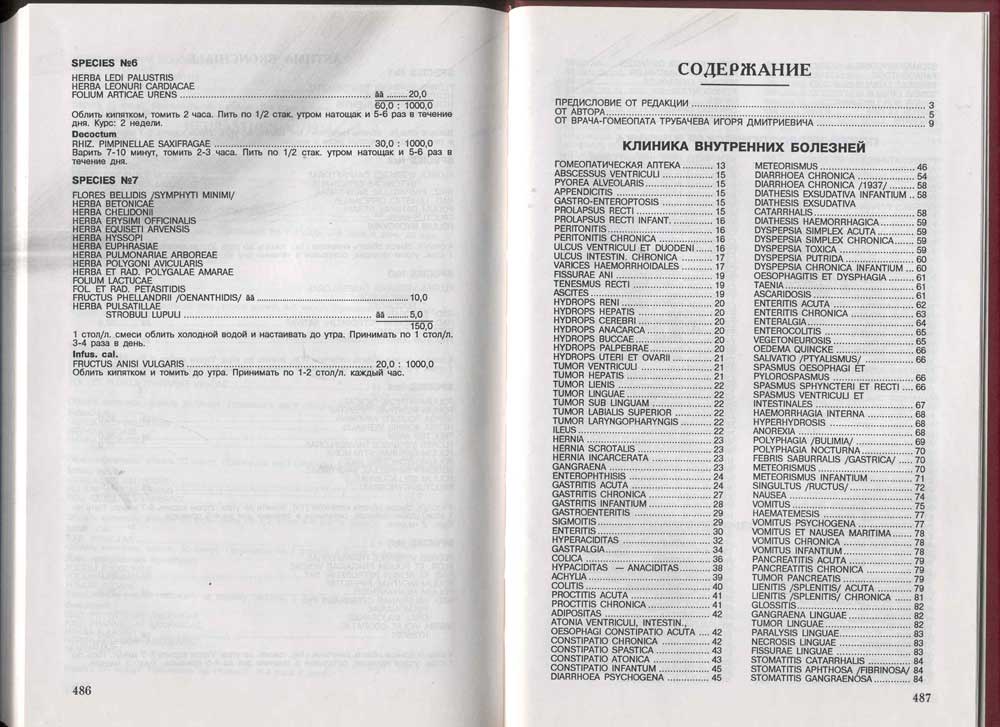 SPECIES №6
HERBA LEDI PALUSTRIS
HERBA LEONURI CARDIACAE
FOLIUM ARTICAE URENS ........ āā ........ 20,0
60,0 : 1000,0
Облить кипятком, томить 2 часа. Пить по 1/2 стак. утром натощак и 5-6 раз в течение
дня. Курс: 2 недели.
Decoctum
RHIZ. PIMPINELLAE SAXIFRAGAE ........ 30,0 : 1000,0
Варить 7-10 минут, томить 2-3 часа. Пить по 1/2 стак. утром натощак и 5-6 раз в
течение дня.
SPECIES №7
FLORES BELLIDIS /SYMPHYTI MINIMI/
HERBA BETONICAE
HERBA CHELIDONII
HERBA ERYSIMI OFFICINALIS
HERBA EQUISETI ARVENSIS
HERBA HYSSOPI
HERBA EUPHRASIAE
HERBA PULMONARIAE ARBOREAE
HERBA POLYGONI AVICULARIS
HERBA ET RAD. POLYGALAE AMARAE
FOLIUM LACTUCAE
FOL. ET RAD. PETASITIDIS
FRUCTUS PHELLANDRII /OENANTHIDIS/ āā ........ 10,0
HERBA PULSATILLAE
STROBULI LUPULI ........ āā ........ 5,0
150,0
1 стол/л. смеси облить холодной водой и настаивать до утра. Принимать по 1 стол/л.
3-4 раза в день.
Infus. cal.
FRUCTUS ANISI VULGARIS ........ 20,0 : 1000,0
Облить кипятком и томить до утра. Принимать по 1-2 стол/л. каждый час.
486
СОДЕРЖАНИЕ
ПРЕДИСЛОВИЕ ОТ РЕДАКЦИИ ........ 3
ОТ АВТОРА ........ 5
ОТ ВРАЧА-ГОМЕОПАТА ТРУБАЧЕВА ИГОРЯ ДМИТРИЕВИЧА ........ 9
КЛИНИКА ВНУТРЕННИХ БОЛЕЗНЕЙ
ГОМЕОПАТИЧЕСКАЯ АПТЕКА ........ 13
ABSCESSUS VENTRICULI ........ 15
PYOREA ALVEOLARIS ........ 15
APPENDICITIS ........ 15
GASTRO-ENTEROPTOSIS ........ 15
PROLAPSUS RECTI ........ 15
PROLAPSUS RECTI INFANT. ........ 16
PERITONITIS ........ 16
PERITONITIS CHRONICA ........ 16
ULCUS VENTRICULI ET DUODENI ........ 16
ULCUS INTESTIN. CHRONICA ........ 17
VARICES HAEMORRHOIDALES ........ 17
FISSURAE ANI ........ 19
TENESMUS RECTI ........ 19
ASCITES ........ 19
HYDROPS RENI ........ 20
HYDROPS HEPATIS ........ 20
HYDROPS CEREBRI ........ 20
HYDROPS ANACARCA ........ 20
HYDROPS BUCCAE ........ 20
HYDROPS PALPEBRAE ........ 20
HYDROPS UTERI ET OVARII ........ 21
TUMOR VENTRICULI ........ 21
TUMOR HEPATIS ........ 21
TUMOR LIENIS ........ 22
TUMOR LINGUAE ........ 22
TUMOR SUB LINGUAM ........ 22
TUMOR LABIALIS SUPERIOR ........ 22
TUMOR LARYNGOPHARYNGIS ........ 22
ILEUS ........ 22
HERNIA ........ 23
HERNIA SCROTALIS ........ 23
HERNIA INCARCERATA ........ 23
GANGRAENA ........ 23
ENTEROPHTHISIS ........ 24
GASTRITIS ACUTA ........ 24
GASTRITIS CHRONICA ........ 27
GASTRITIS INFANTIUM ........ 28
GASTROENTERITIS ........ 29
SIGMOITIS ........ 29
ENTERITIS ........ 30
HYPERACIDITAS ........ 32
GASTRALGIA ........ 34
COLICA ........ 36
HYPACIDITAS — ANACIDITAS ........ 38
ACHYLIA ........ 39
COLITIS ........ 40
PROCTITIS ACUTA ........ 41
PROCTITIS CHRONICA ........ 41
ADIPOSITAS ........ 42
ATONIA VENTRICULI, INTESTIN.,
OESOPHAGI CONSTIPATIO ACUTA .... 42
CONSTIPATIO CHRONICA ........ 42
CONSTIPATIO SPASTICA ........ 43
CONSTIPATIO ATONICA ........ 43
CONSTIPATIO INFANTUM ........ 45
DIARRHOEA PSYCHOGENA ........ 45
METEORISMUS ........ 46
DIARRHOEA CHRONICA ........ 54
DIARRHOEA CHRONICA /1937/ ........ 58
DIATHESIS EXSUDATIVA INFANTIUM .. 58
DIATHESIS EXSUDATIVA
CATARRHALIS ........ 58
DIATHESIS HAEMORRHAGICA ........ 59
DYSPEPSIA SIMPLEX ACUTA ........ 59
DYSPEPSIA SIMPLEX CHRONICA ........ 59
DYSPEPSIA TOXICA ........ 59
DYSPEPSIA PUTRIDA ........ 60
DYSPEPSIA CHRONICA INFANTIUM ... 60
OESOPHAGITIS ET DYSPHAGIA ........ 61
TAENIA ........ 61
ASCARIDOSIS ........ 61
ENTERITIS ACUTA ........ 62
ENTERITIS CHRONICA ........ 63
ENTERALGIA ........ 64
ENTEROCOLITIS ........ 65
VEGETONEUROSIS ........ 65
OEDEMA QUINCKE ........ 66
SALIVATIO /PTYALISMUS/ ........ 66
SPASMUS OESOPHAGI ET
PYLOROSPASMUS ........ 66
SPASMUS SPHYNCTERI ET RECTI .... 66
SPASMUS VENTRICULI ET
INTESTINALES ........ 67
HAEMORRHAGIA INTERNA ........ 68
HYPERHYDROSIS ........ 68
ANOREXIA ........ 68
POLYPHAGIA /BULIMIA/ ........ 69
POLYPHAGIA NOCTURNA ........ 70
FEBRIS SABURRALIS /GASTRICA/ ..... 70
METEORISMUS ........ 70
METEORISMUS INFANTIUM ........ 71
SINGULTUS /RUCTUS/ ........ 72
NAUSEA ........ 74
VOMITUS ........ 75
HAEMATEMESIS ........ 77
VOMITUS PSYCHOGENA ........ 77
VOMITUS ET NAUSEA MARITIMA ...... 78
VOMITUS CHRONICA ........ 78
VOMITUS INFANTIUM ........ 78
PANCREATITIS ACUTA ........ 79
PANCREATITIS CHRONICA ........ 79
TUMOR PANCREATIS ........ 79
LIENITIS /SPLENITIS/ ACUTA ........ 79
LIENITIS /SPLENITIS/ CHRONICA ...... 81
GLOSSITIS ........ 82
GANGRAENA LINGUAE ........ 82
TUMOR LINGUAE ........ 82
PARALYSIS LINGUAE ........ 83
NECROSIS LINGUAE ........ 83
FISSURAE LINGUAE ........ 83
STOMATITIS CATARRHALIS ........ 84
STOMATITIS APHTHOSA /FIBRINOSA/ 84
STOMATITIS GANGRAENOSA ........ 84
487